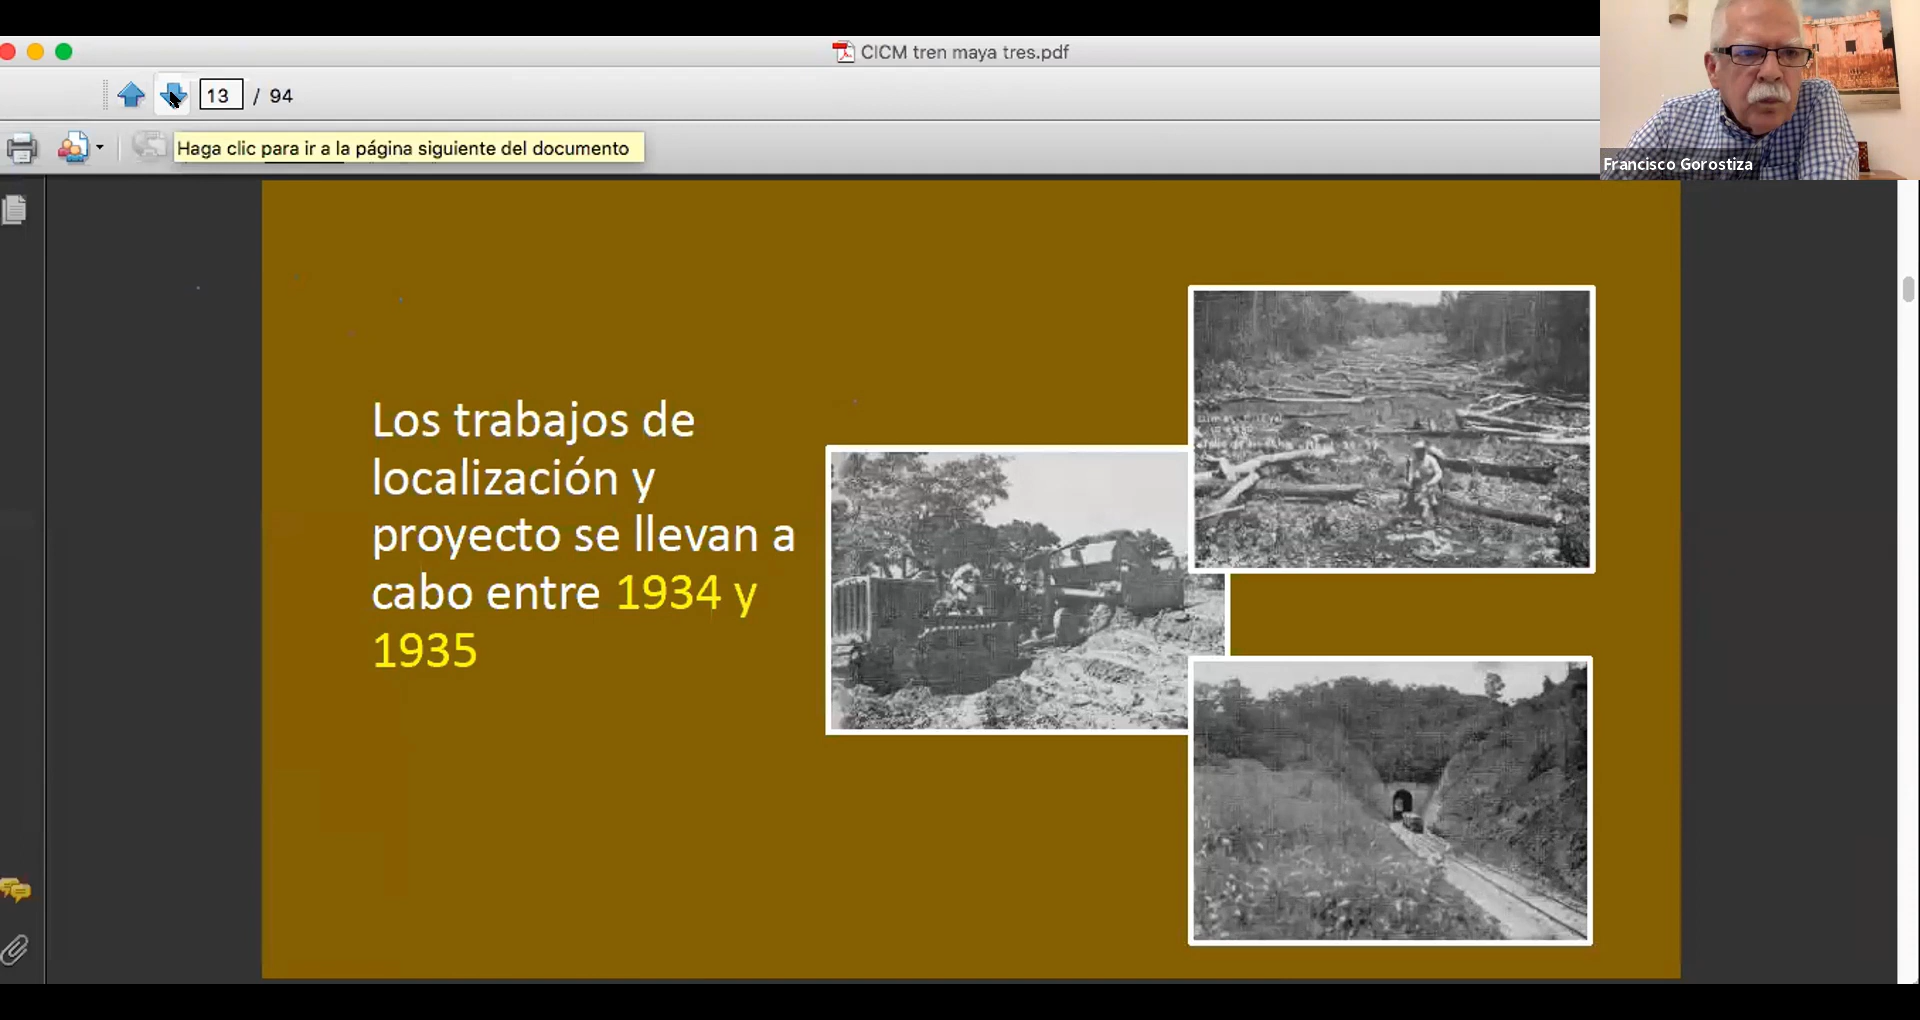 CICM tren maya tres.pdf
13 / 94
Haga clic para ir a la página siguiente del documento
Francisco Gorostiza
Los trabajos de
localización y
proyecto se llevan a
cabo entre 1934 y
1935